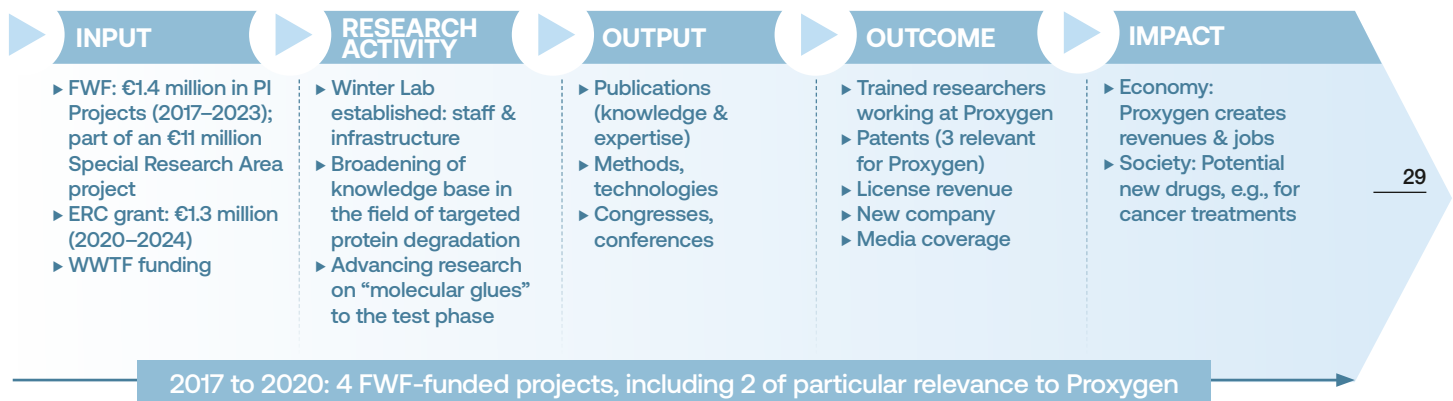 INPUT
FWF: €1.4 million in PI
Projects (2017–2023);
part of an €11 million
Special Research Area
project
ERC grant: €1.3 million
(2020–2024)
WWTF funding
RESEARCH
ACTIVITY
Winter Lab
established: staff &
infrastructure
Broadening of
knowledge base in
the field of targeted
protein degradation
Advancing research
on “molecular glues”
to the test phase
OUTPUT
Publications
(knowledge &
expertise)
Methods,
technologies
Congresses,
conferences
OUTCOME
Trained researchers
working at Proxygen
Patents (3 relevant
for Proxygen)
License revenue
New company
Media coverage
IMPACT
Economy:
Proxygen creates
revenues & jobs
Society: Potential
new drugs, e.g., for
cancer treatments
29
2017 to 2020: 4 FWF-funded projects, including 2 of particular relevance to Proxygen